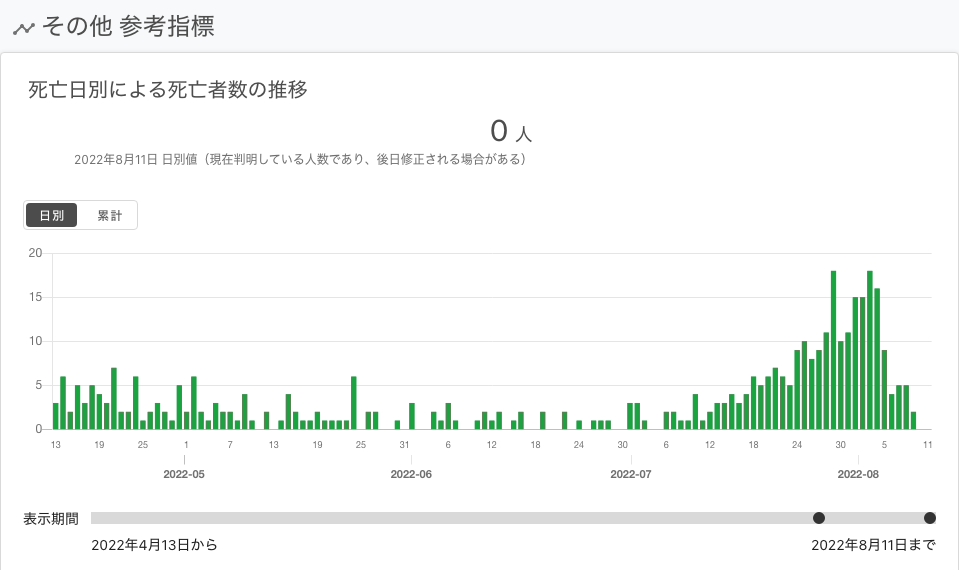 その他 参考指標
死亡日別による死亡者数の推移
0 人
2022年8月11日 日別値（現在判明している人数であり、後日修正される場合がある）
日別 累計
20
15
10
5
0
13 19 25 1 7 13 19 25 31 6 12 18 24 30 6 12 18 24 30 5 11
2022-05 2022-06 2022-07 2022-08
表示期間
2022年4月13日から 2022年8月11日まで